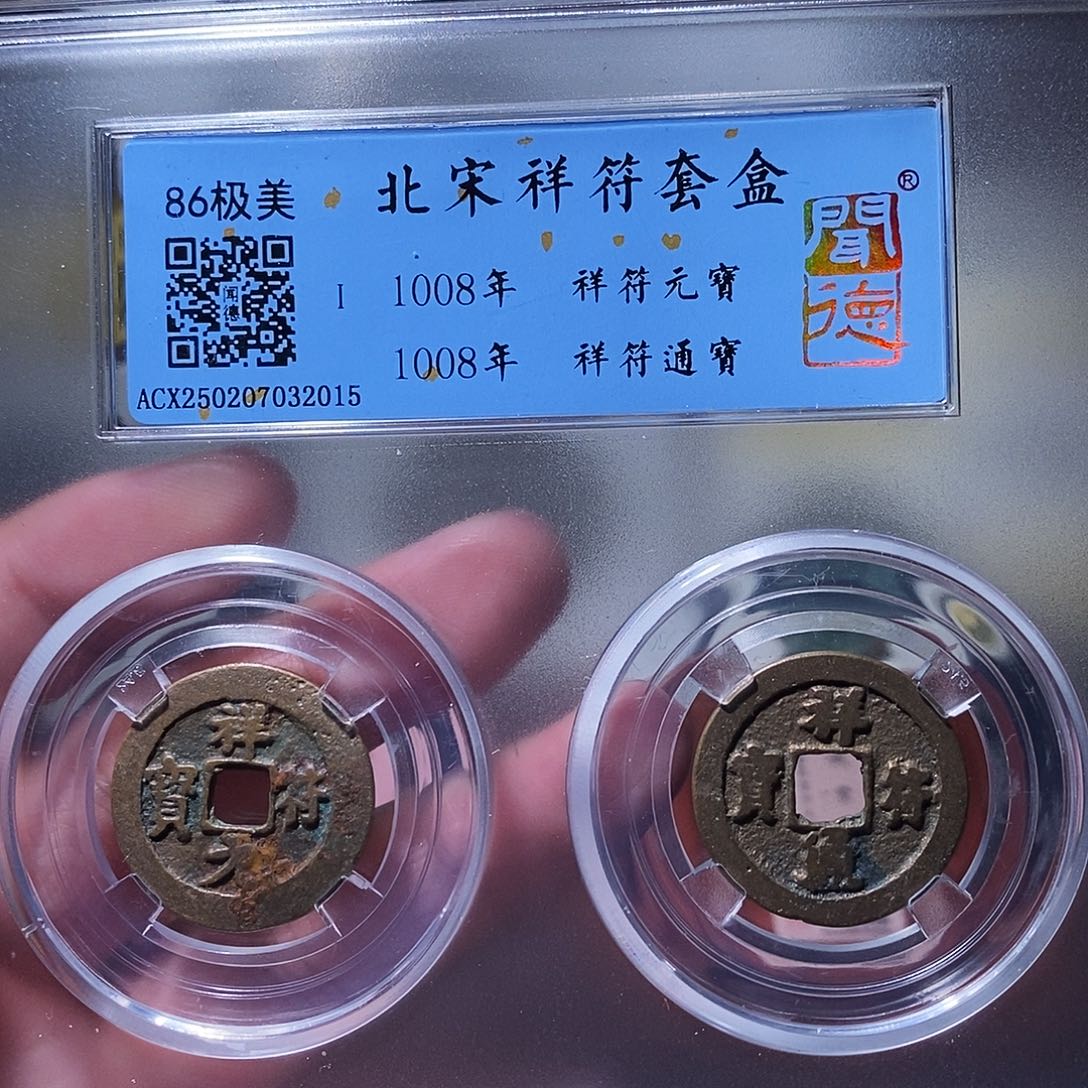 86极美
北宋祥符套盒
®
聞德
闻德
I 1008年 祥符元寶
1008年 祥符通寶
ACX250207032015
祥符元寶
祥符通寶